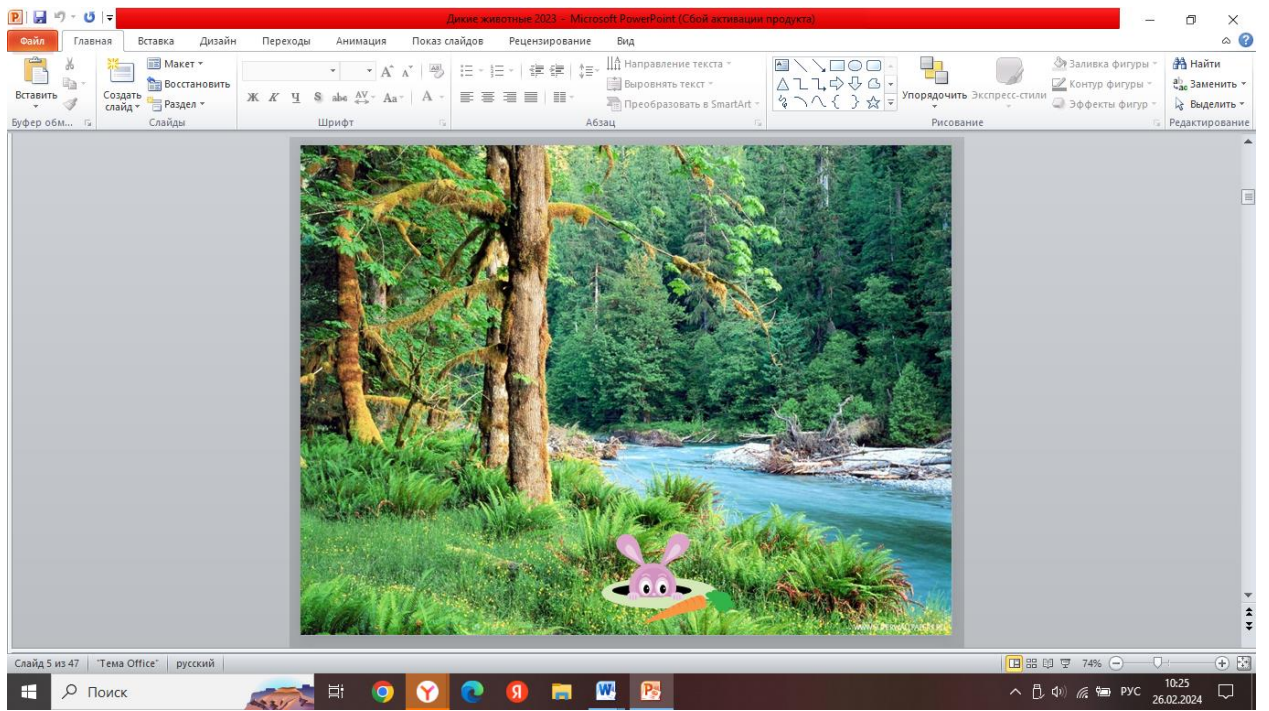 Дикие животные 2023 - Microsoft PowerPoint (Сбой активации продукта)
Файл Главная Вставка Дизайн Переходы Анимация Показ слайдов Рецензирование Вид
Вставить
Буфер обм...
Создать слайд
Макет
Восстановить
Раздел
Слайды
Ж К Ч S abc AV Aa A
Шрифт
Направление текста
Выровнять текст
Преобразовать в SmartArt
Абзац
Упорядочить Экспресс-стили
Заливка фигуры
Контур фигуры
Эффекты фигур
Рисование
Найти
Заменить
Выделить
Редактирование
Слайд 5 из 47 "Тема Office" русский 74%
Поиск
РУС
10:25
26.02.2024